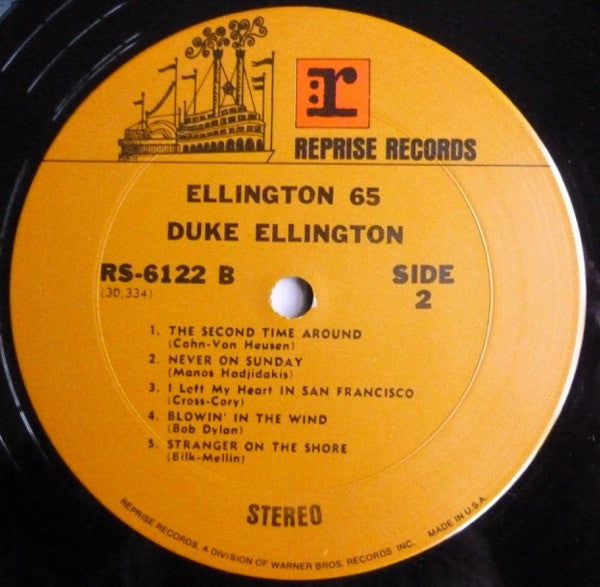 r
REPRISE RECORDS
ELLINGTON 65
DUKE ELLINGTON
RS-6122 B
(30,334)
SIDE
2
1. THE SECOND TIME AROUND
(Cahn-Van Heusen)
2. NEVER ON SUNDAY
(Manos Hadjidakis)
3. I Left My Heart IN SAN FRANCISCO
(Cross-Cory)
4. BLOWIN' IN THE WIND
(Bob Dylan)
5. STRANGER ON THE SHORE
(Bilk-Mellin)
STEREO
REPRISE RECORDS, A DIVISION OF WARNER BROS. RECORDS INC. MADE IN U.S.A.